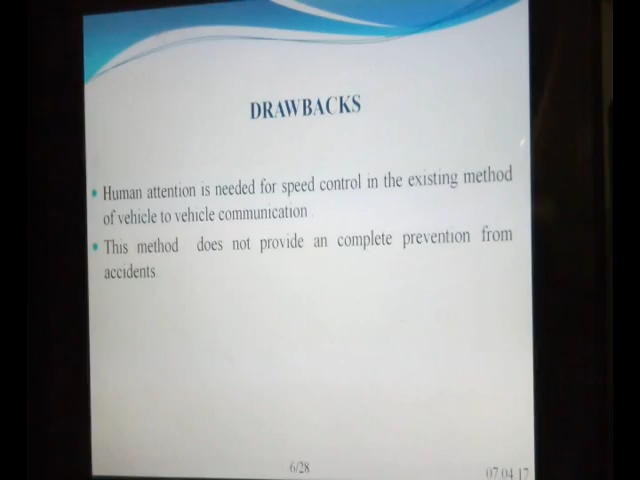 DRAWBACKS
• Human attention is needed for speed control in the existing method
of vehicle to vehicle communication
• This method does not provide an complete prevention from
accidents
6/28
07.04.17